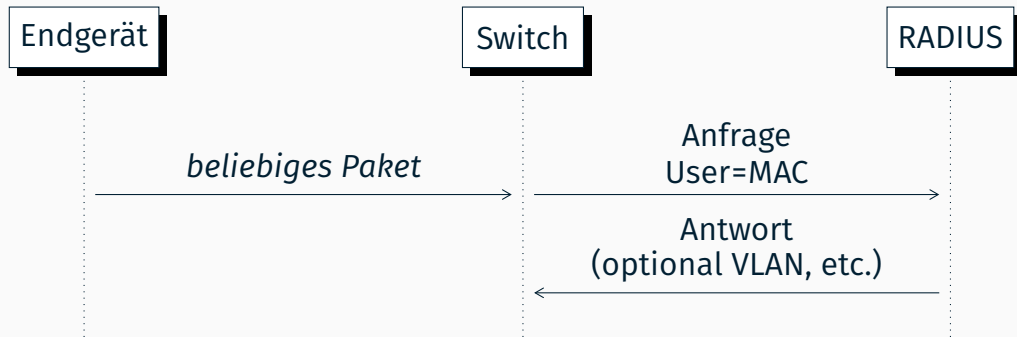 Endgerät
Switch
RADIUS
beliebiges Paket
Anfrage
User=MAC
Antwort
(optional VLAN, etc.)